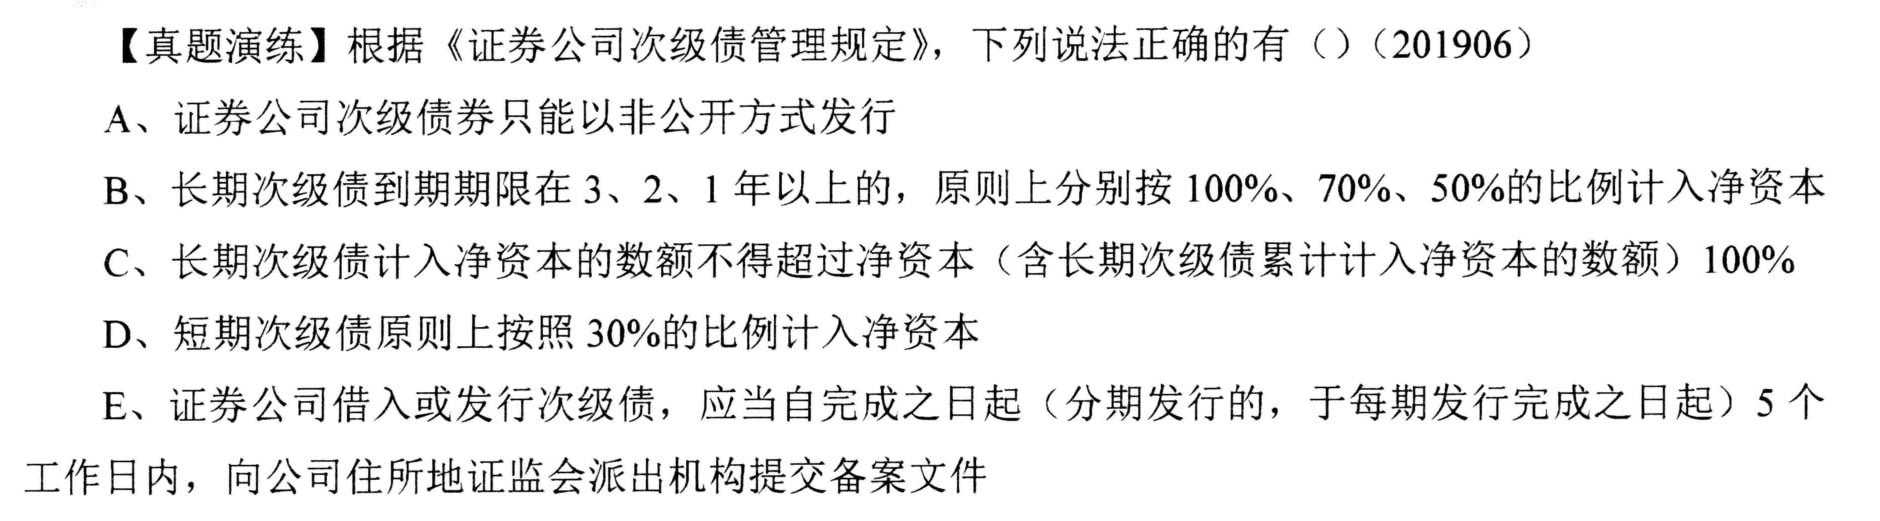 【真题演练】根据《证券公司次级债管理规定》，下列说法正确的有（）（201906）
A、证券公司次级债券只能以非公开方式发行
B、长期次级债到期期限在 3、2、1 年以上的，原则上分别按 100%、70%、50%的比例计入净资本
C、长期次级债计入净资本的数额不得超过净资本（含长期次级债累计计入净资本的数额）100%
D、短期次级债原则上按照 30%的比例计入净资本
E、证券公司借入或发行次级债，应当自完成之日起（分期发行的，于每期发行完成之日起）5 个
工作日内，向公司住所地证监会派出机构提交备案文件